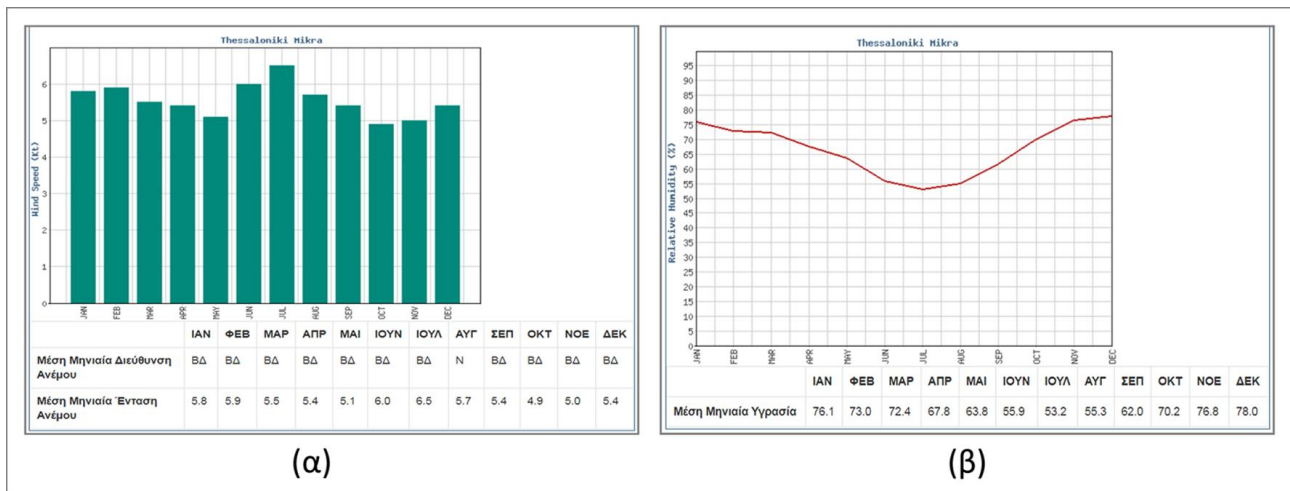 Thessaloniki Mikra
Wind Speed (Kt)
6
5
4
3
2
1
0
JAN FEB MAR APR MAY JUN JUL AUG SEP OCT NOV DEC
ΙΑΝ ΦΕΒ ΜΑΡ ΑΠΡ ΜΑΙ ΙΟΥΝ ΙΟΥΛ ΑΥΓ ΣΕΠ ΟΚΤ ΝΟΕ ΔΕΚ
Μέση Μηνιαία Διεύθυνση
Ανέμου
ΒΔ ΒΔ ΒΔ ΒΔ ΒΔ ΒΔ ΒΔ Ν ΒΔ ΒΔ ΒΔ ΒΔ
Μέση Μηνιαία Ένταση
Ανέμου
5.8 5.9 5.5 5.4 5.1 6.0 6.5 5.7 5.4 4.9 5.0 5.4
(α)
Thessaloniki Mikra
Relative Humidity (%)
95
90
85
80
75
70
65
60
55
50
45
40
35
30
25
20
15
10
5
0
JAN FEB MAR APR MAY JUN JUL AUG SEP OCT NOV DEC
ΙΑΝ ΦΕΒ ΜΑΡ ΑΠΡ ΜΑΙ ΙΟΥΝ ΙΟΥΛ ΑΥΓ ΣΕΠ ΟΚΤ ΝΟΕ ΔΕΚ
Μέση Μηνιαία Υγρασία 76.1 73.0 72.4 67.8 63.8 55.9 53.2 55.3 62.0 70.2 76.8 78.0
(β)